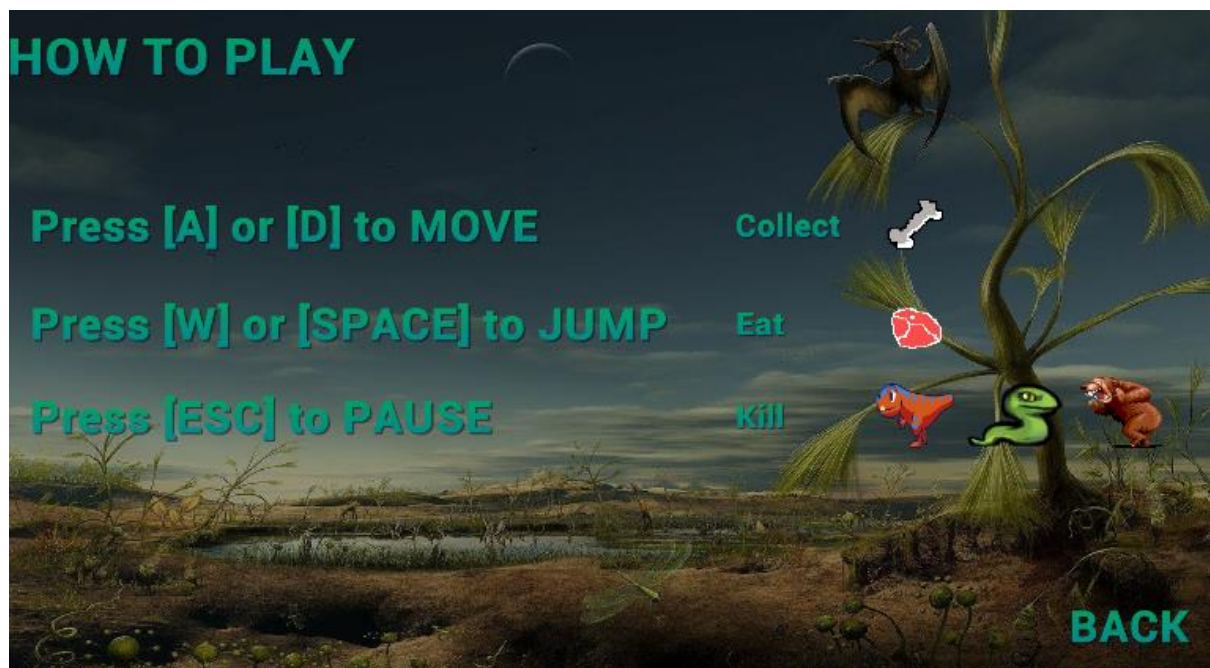 HOW TO PLAY
Press [A] or [D] to MOVE
Collect
Press [W] or [SPACE] to JUMP
Eat
Press [ESC] to PAUSE
Kill
BACK